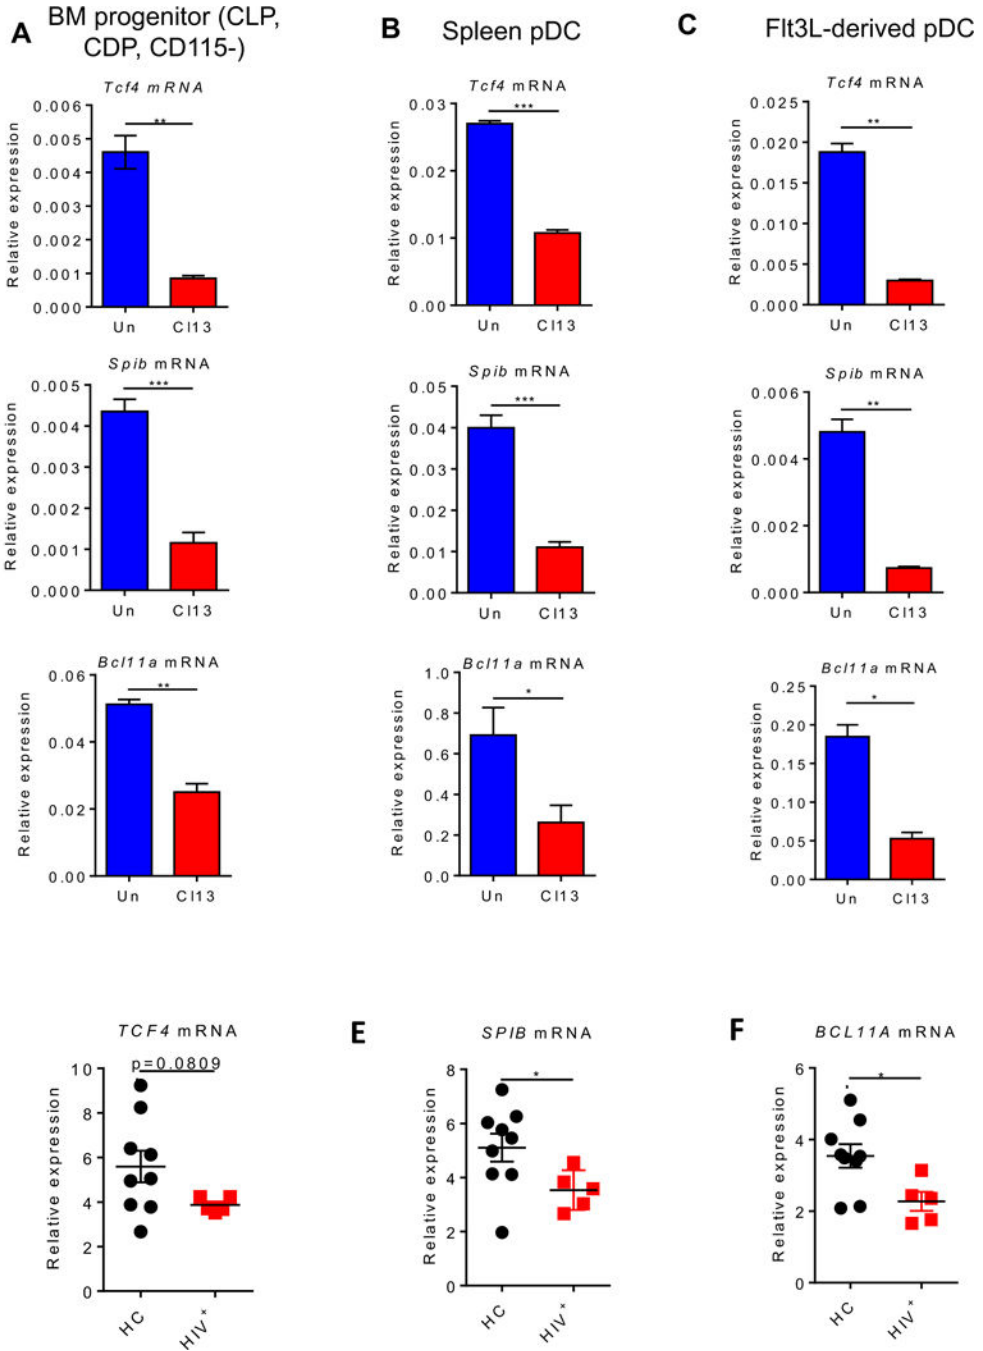 A
BM progenitor (CLP,
CDP, CD115-)
Tcf4 mRNA
Relative expression
0.006
0.005
0.004
0.003
0.002
0.001
0.000
**
Un
Cl13
Spib mRNA
Relative expression
0.005
0.004
0.003
0.002
0.001
0.000
***
Un
Cl13
Bcl11a mRNA
Relative expression
0.06
0.04
0.02
0.00
**
Un
Cl13
B
Spleen pDC
Tcf4 mRNA
Relative expression
0.03
0.02
0.01
0.00
***
Un
Cl13
Spib mRNA
Relative expression
0.05
0.04
0.03
0.02
0.01
0.00
***
Un
Cl13
Bcl11a mRNA
Relative expression
1.0
0.8
0.6
0.4
0.2
0.0
*
Un
Cl13
C
Flt3L-derived pDC
Tcf4 mRNA
Relative expression
0.025
0.020
0.015
0.010
0.005
0.000
**
Un
Cl13
Spib mRNA
Relative expression
0.006
0.004
0.002
0.000
**
Un
Cl13
Bcl11a mRNA
Relative expression
0.25
0.20
0.15
0.10
0.05
0.00
*
Un
Cl13
TCF4 mRNA
p=0.0809
Relative expression
10
8
6
4
2
0
HC
HIV+
E
SPIB mRNA
Relative expression
8
6
4
2
0
*
HC
HIV+
F
BCL11A mRNA
Relative expression
6
4
2
0
*
HC
HIV+